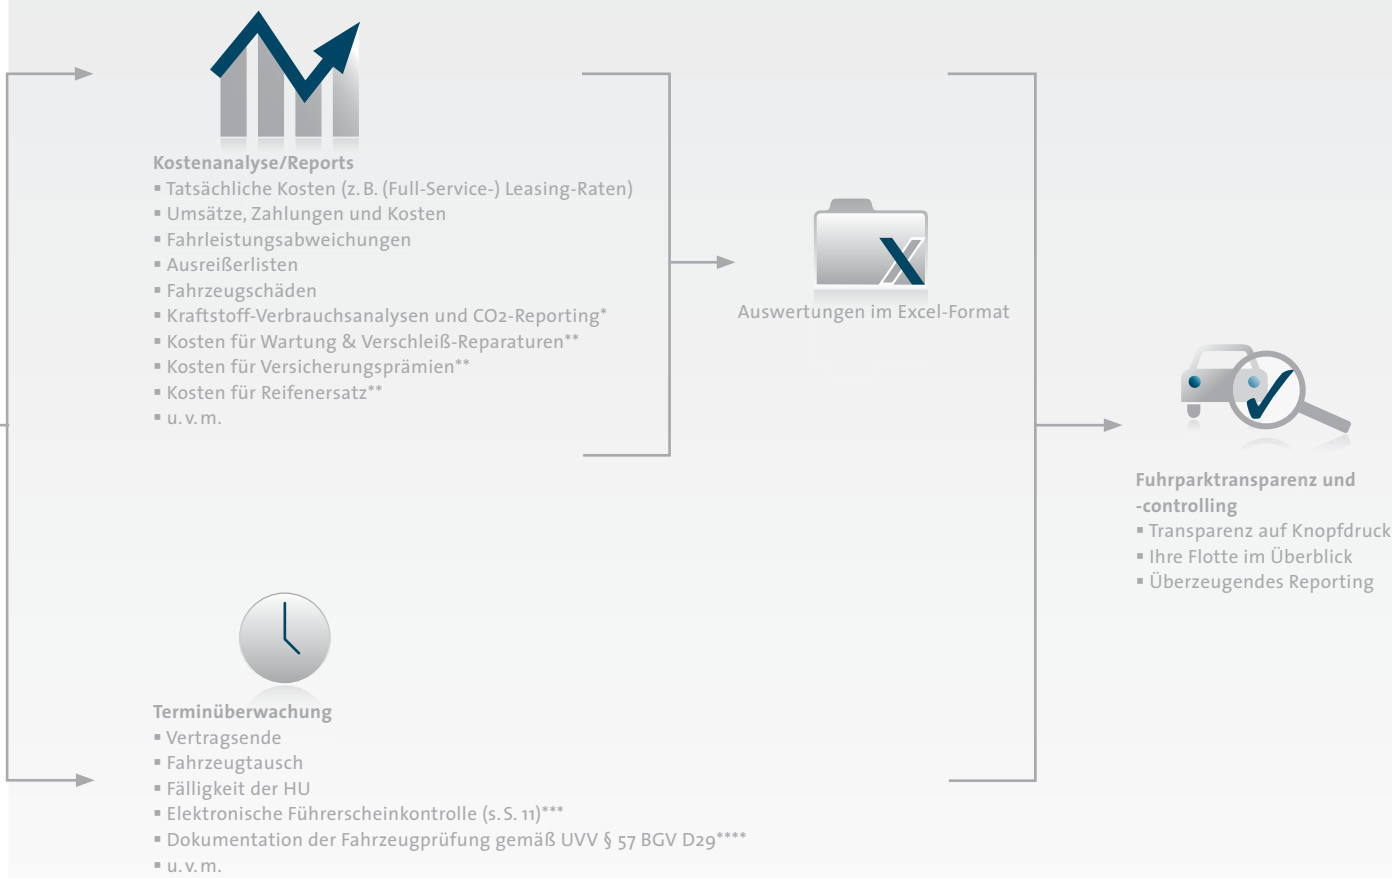 Kostenanalyse/Reports
▪ Tatsächliche Kosten (z. B. (Full-Service-) Leasing-Raten)
▪ Umsätze, Zahlungen und Kosten
▪ Fahrleistungsabweichungen
▪ Ausreißerlisten
▪ Fahrzeugschäden
▪ Kraftstoff-Verbrauchsanalysen und CO2-Reporting*
▪ Kosten für Wartung & Verschleiß-Reparaturen**
▪ Kosten für Versicherungsprämien**
▪ Kosten für Reifenersatz**
▪ u. v. m.
Auswertungen im Excel-Format
Fuhrparktransparenz und
-controlling
▪ Transparenz auf Knopfdruck
▪ Ihre Flotte im Überblick
▪ Überzeugendes Reporting
Terminüberwachung
▪ Vertragsende
▪ Fahrzeugtausch
▪ Fälligkeit der HU
▪ Elektronische Führerscheinkontrolle (s. S. 11)***
▪ Dokumentation der Fahrzeugprüfung gemäß UVV § 57 BGV D29****
▪ u. v. m.